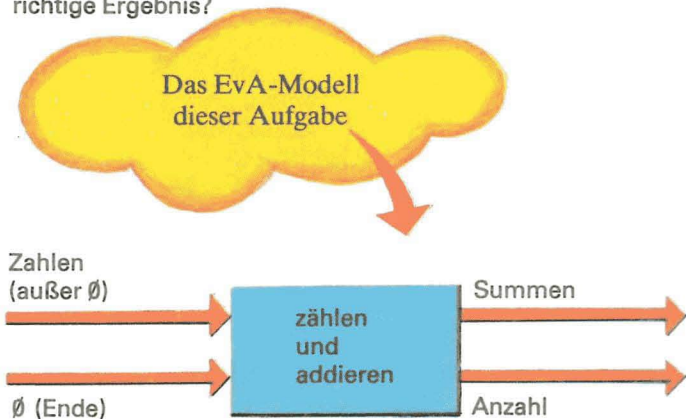 richtige Ergebnis?
Das EvA-Modell
dieser Aufgabe
Zahlen
(außer Ø)
Ø (Ende)
zählen
und
addieren
Summen
Anzahl